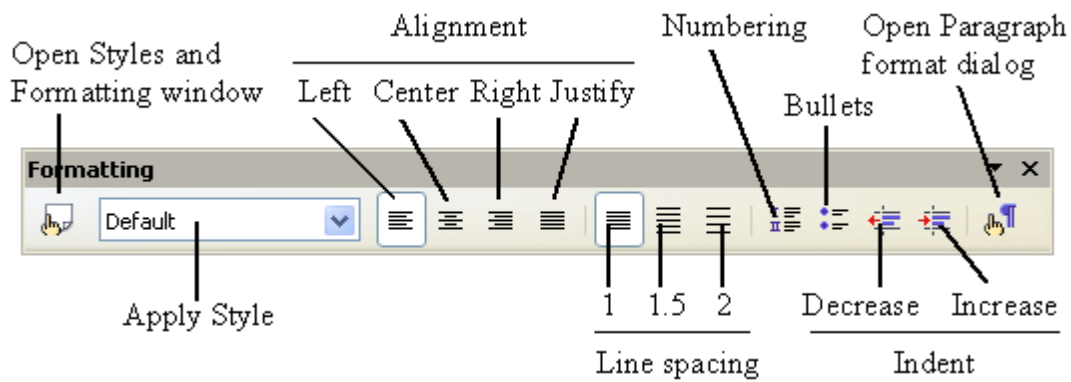 Alignment
Numbering
Open Paragraph
format dialog
Open Styles and
Formatting window
Left Center Right Justify
Bullets
Formatting
Default
Apply Style
1 1.5 2
Line spacing
Decrease Increase
Indent